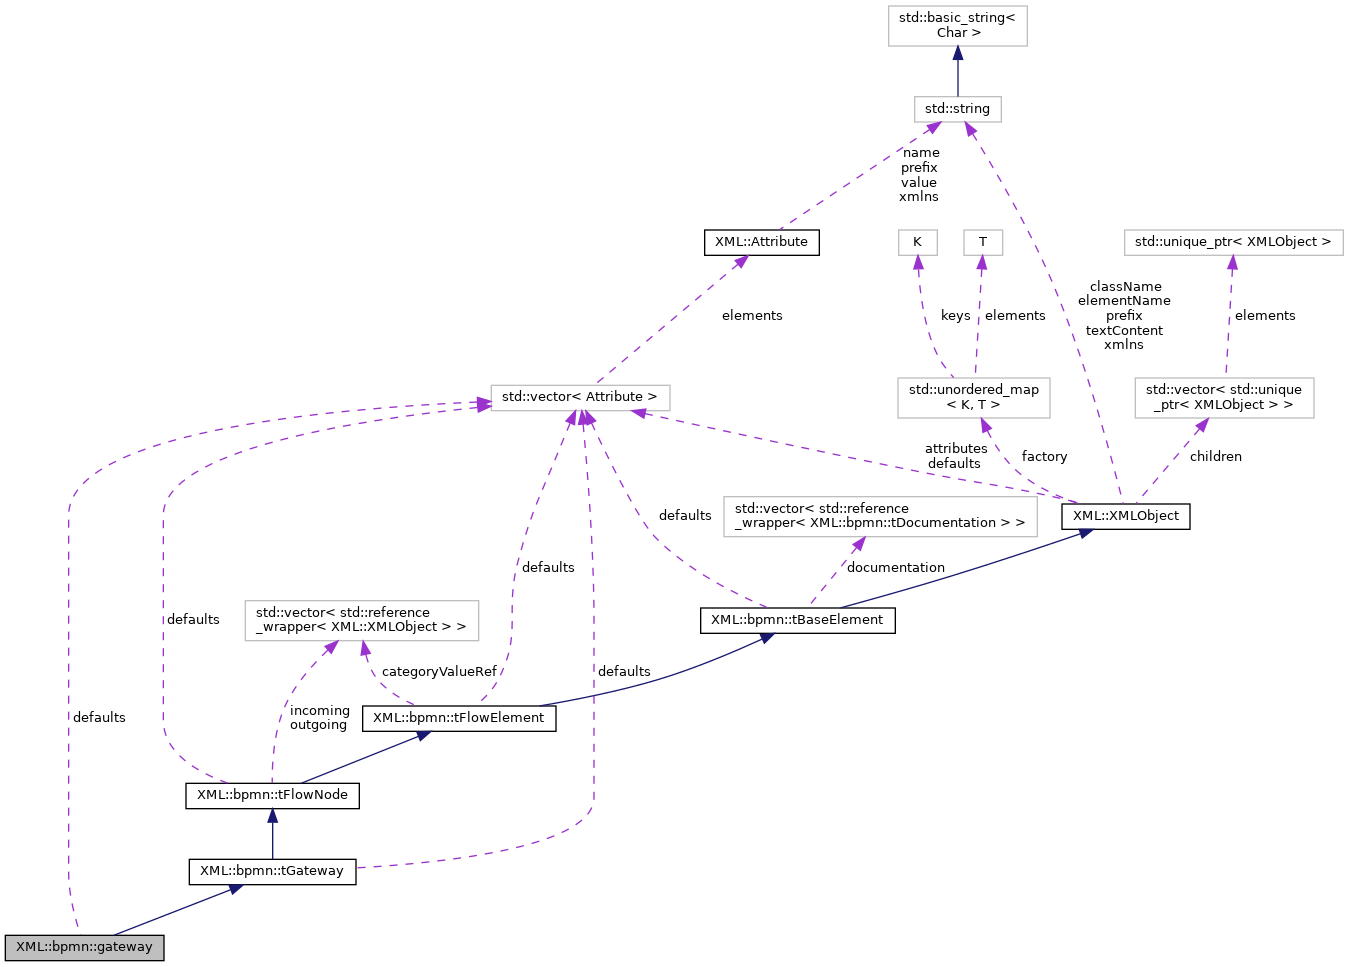 std::basic_string<
Char >
std::string
name
prefix
value
xmlns
XML::Attribute
K
T
std::unique_ptr< XMLObject >
className
elementName
prefix
textContent
xmlns
elements
keys
elements
elements
std::vector< Attribute >
std::unordered_map
< K, T >
std::vector< std::unique
_ptr< XMLObject > >
attributes
defaults
factory
children
std::vector< std::reference
_wrapper< XML::bpmn::tDocumentation > >
defaults
XML::XMLObject
defaults
documentation
std::vector< std::reference
_wrapper< XML::XMLObject > >
defaults
XML::bpmn::tBaseElement
categoryValueRef
defaults
incoming
outgoing
defaults
XML::bpmn::tFlowElement
XML::bpmn::tFlowNode
XML::bpmn::tGateway
XML::bpmn::gateway